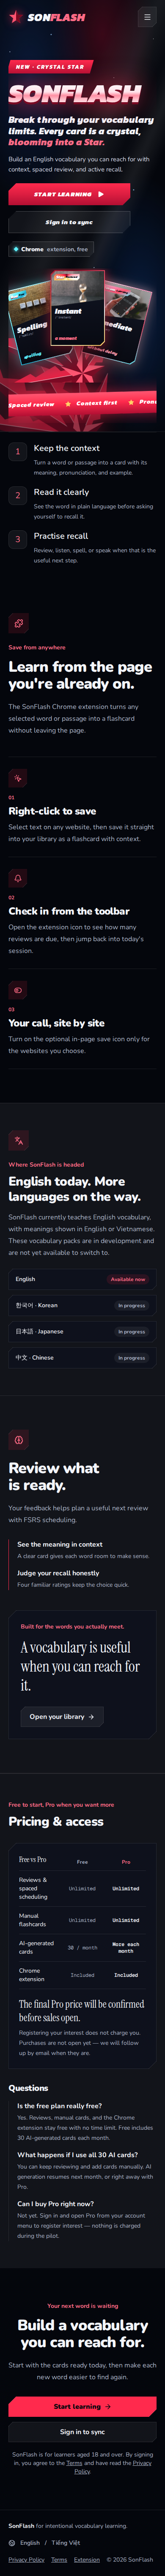 SONFLASH
NEW · CRYSTAL STAR
SONFLASH
Break through your vocabulary
limits. Every card is a crystal,
blooming into a Star.
Build an English vocabulary you can reach for with
context, spaced review, and active recall.
START LEARNING
Sign in to sync
Chrome extension, free
Spelling
Instant
Spaced review ★ Context first ★
1
Keep the context
Turn a word or passage into a card with its
meaning, pronunciation, and example.
2
Read it clearly
See the word in plain language before asking
yourself to recall it.
3
Practise recall
Review, listen, spell, or speak when that is the
useful next step.
Save from anywhere
Learn from the page
you're already on.
The SonFlash Chrome extension turns any
selected word or passage into a flashcard
without leaving the page.
01
Right-click to save
Select text on any website, then save it straight
into your library as a flashcard with context.
02
Check in from the toolbar
Open the extension icon to see how many
reviews are due, then jump back into today's
session.
03
Your call, site by site
Turn on the optional in-page save icon only for
the websites you choose.
Where SonFlash is headed
English today. More
languages on the way.
SonFlash currently teaches English vocabulary,
with meanings shown in English or Vietnamese.
These vocabulary packs are in development and
are not yet available to switch to.
English
Available now
한국어 · Korean
In progress
日本語 · Japanese
In progress
中文 · Chinese
In progress
Review what
is ready.
Your feedback helps plan a useful next review
with FSRS scheduling.
See the meaning in context
A clear card gives each word room to make sense.
Judge your recall honestly
Four familiar ratings keep the choice quick.
Built for the words you actually meet.
A vocabulary is useful
when you can reach for
it.
Open your library →
Free to start, Pro when you want more
Pricing & access
Free vs Pro Free Pro
Reviews &
spaced
scheduling
Unlimited Unlimited
Manual
flashcards
Unlimited Unlimited
AI-generated
cards
30 / month More each
month
Chrome
extension
Included Included
The final Pro price will be confirmed
before sales open.
Registering your interest does not charge you.
Purchases are not open yet — we will follow
up by email when they are.
Questions
Is the free plan really free?
Yes. Reviews, manual cards, and the Chrome
extension stay free with no time limit. Free includes
30 AI-generated cards each month.
What happens if I use all 30 AI cards?
You can keep reviewing and add cards manually. AI
generation resumes next month, or right away with
Pro.
Can I buy Pro right now?
Not yet. Sign in and open Pro from your account
menu to register interest — nothing is charged
during the pilot.
Your next word is waiting
Build a vocabulary
you can reach for.
Start with the cards ready today, then make each
new word easier to find again.
Start learning →
Sign in to sync
SonFlash is for learners aged 18 and over. By signing
in, you agree to the Terms and have read the Privacy
Policy.
SonFlash Built for intentional vocabulary learning.
English / Tiếng Việt
Privacy Policy Terms Extension © 2026 SonFlash